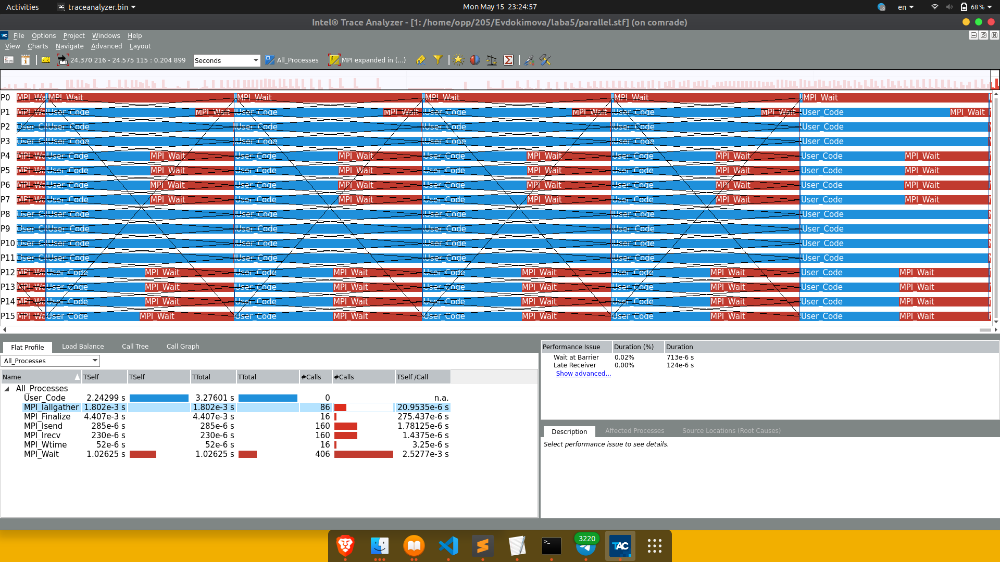 Activities traceanalyzer.bin Mon May 15 23:24:57 en 68 %
Intel® Trace Analyzer - [1: /home/opp/205/Evdokimova/laba5/parallel.stf] (on comrade)
File Options Project Windows Help
View Charts Navigate Advanced Layout
24.370 216 - 24.575 115 : 0.204 899 Seconds All_Processes MPI expanded in (...)
P0 MPI_Wa MPI_Wait MPI_Wait MPI_Wait MPI_Wait MPI_Wait
P1 MPI_Wa User_Code MPI_Wait User_Code MPI_Wait User_Code MPI_Wait User_Code MPI_Wait User_Code MPI_Wait
P2 User_C User_Code User_Code User_Code User_Code User_Code
P3 User_C User_Code User_Code User_Code User_Code User_Code
P4 MPI_Wa User_Code MPI_Wait User_Code MPI_Wait User_Code MPI_Wait User_Code MPI_Wait User_Code MPI_Wait
P5 MPI_Wa User_Code MPI_Wait User_Code MPI_Wait User_Code MPI_Wait User_Code MPI_Wait User_Code MPI_Wait
P6 MPI_Wa User_Code MPI_Wait User_Code MPI_Wait User_Code MPI_Wait User_Code MPI_Wait User_Code MPI_Wait
P7 MPI_Wa User_Code MPI_Wait User_Code MPI_Wait User_Code MPI_Wait User_Code MPI_Wait User_Code MPI_Wait
P8 User_C User_Code User_Code User_Code User_Code User_Code
P9 User_C User_Code User_Code User_Code User_Code User_Code
P10 User_C User_Code User_Code User_Code User_Code User_Code
P11 User_C User_Code User_Code User_Code User_Code User_Code
P12 MPI_Wa User_Code MPI_Wait User_Code MPI_Wait User_Code MPI_Wait User_Code MPI_Wait User_Code MPI_Wait
P13 MPI_Wa User_Code MPI_Wait User_Code MPI_Wait User_Code MPI_Wait User_Code MPI_Wait User_Code MPI_Wait
P14 MPI_Wa User_Code MPI_Wait User_Code MPI_Wait User_Code MPI_Wait User_Code MPI_Wait User_Code MPI_Wait
P15 MPI_Wa User_Code MPI_Wait User_Code MPI_Wait User_Code MPI_Wait User_Code MPI_Wait User_Code MPI_Wait
Flat Profile Load Balance Call Tree Call Graph
All_Processes
Name TSelf TSelf TTotal TTotal #Calls #Calls TSelf /Call
All_Processes
User_Code 2.24299 s 3.27601 s 0 n.a.
MPI_Iallgather 1.802e-3 s 1.802e-3 s 86 20.9535e-6 s
MPI_Finalize 4.407e-3 s 4.407e-3 s 16 275.437e-6 s
MPI_Isend 285e-6 s 285e-6 s 160 1.78125e-6 s
MPI_Irecv 230e-6 s 230e-6 s 160 1.4375e-6 s
MPI_Wtime 52e-6 s 52e-6 s 16 3.25e-6 s
MPI_Wait 1.02625 s 1.02625 s 406 2.5277e-3 s
Performance Issue Duration (%) Duration
Wait at Barrier 0.02% 713e-6 s
Late Receiver 0.00% 124e-6 s
Show advanced...
Description Affected Processes Source Locations (Root Causes)
Select performance issue to see details.
3220
TAC